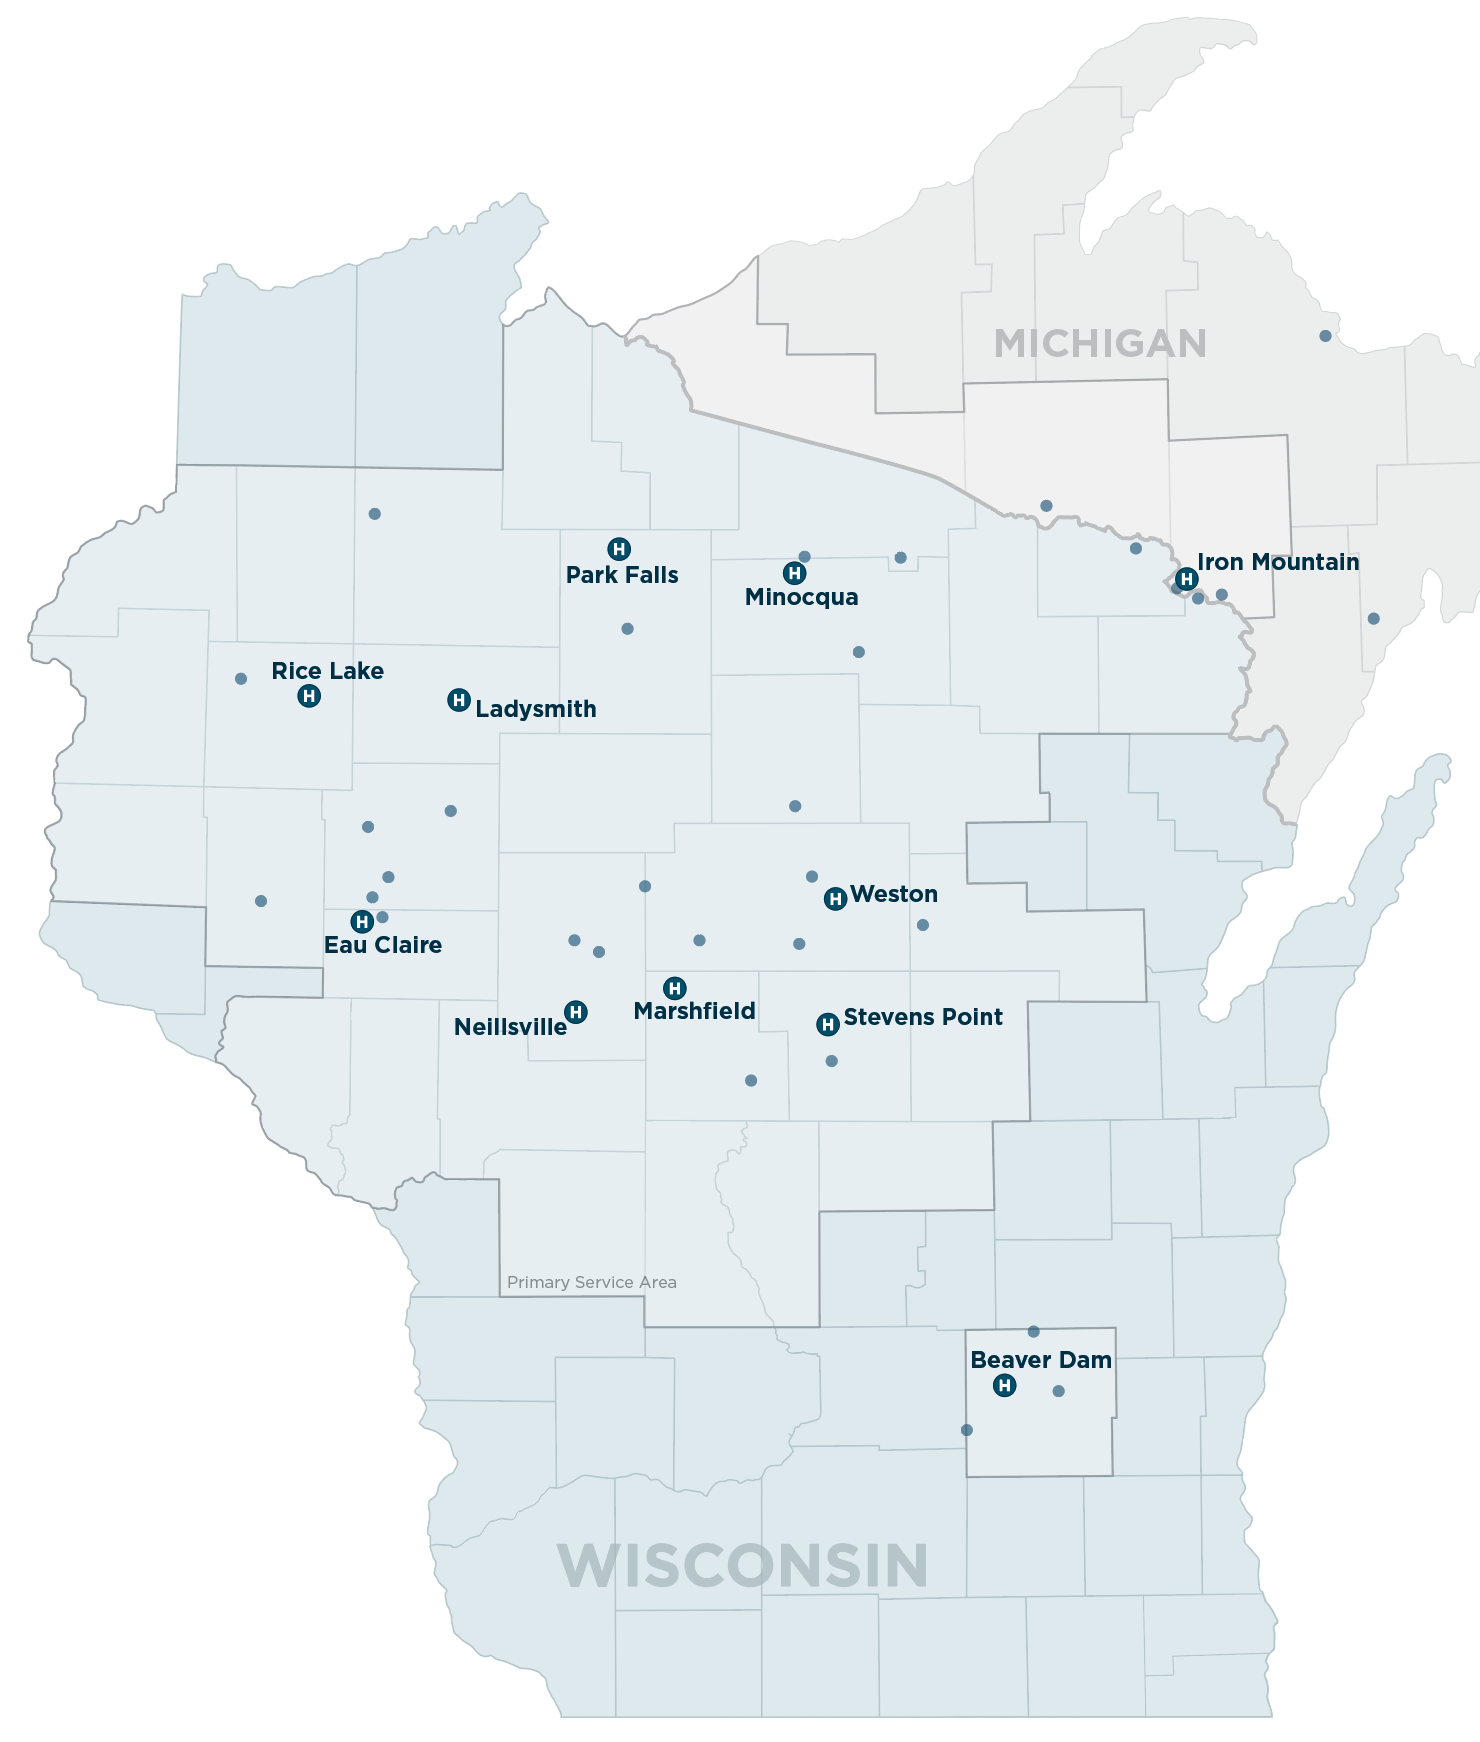 MICHIGAN
H
Park Falls
H
Minocqua
H
Iron Mountain
Rice Lake
H
H
Ladysmith
H
Weston
H
Eau Claire
H
Marshfield
H
Neillsville
H
Stevens Point
Primary Service Area
Beaver Dam
H
WISCONSIN